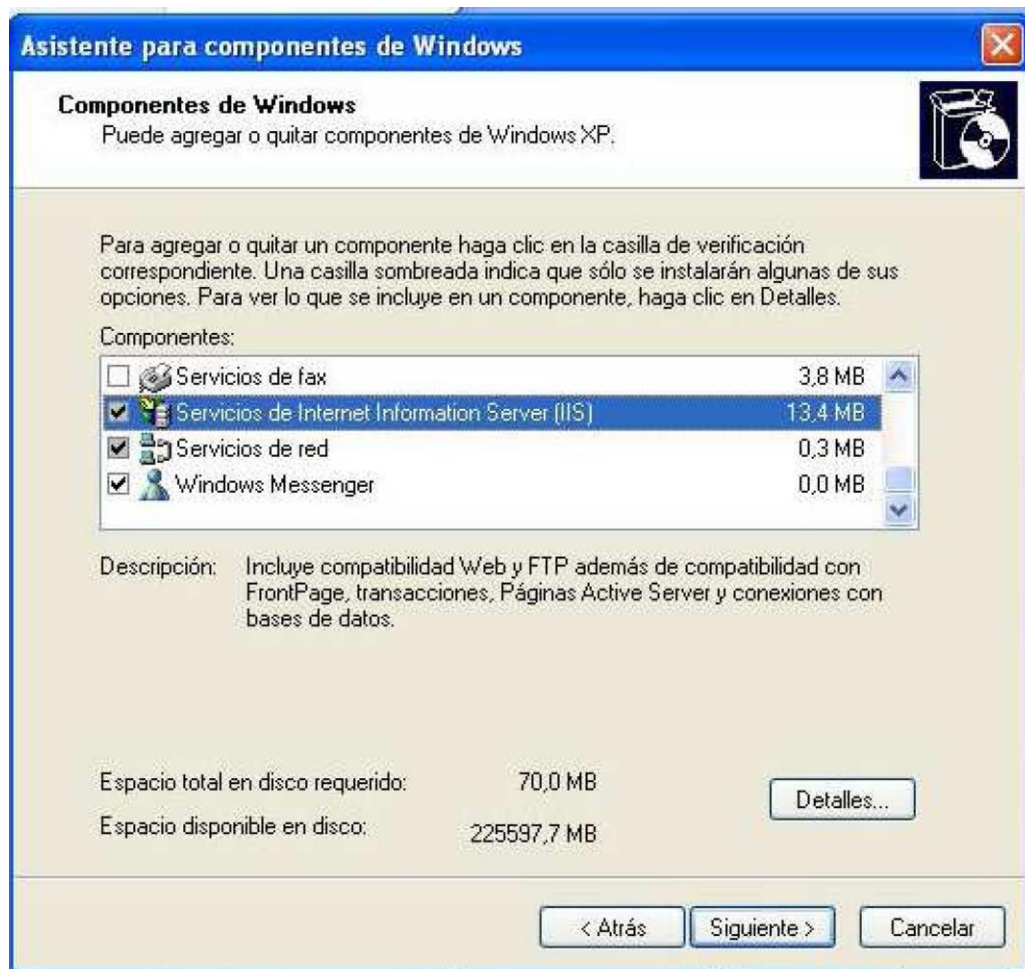 Asistente para componentes de Windows
Componentes de Windows
Puede agregar o quitar componentes de Windows XP.
Para agregar o quitar un componente haga clic en la casilla de verificación
correspondiente. Una casilla sombreada indica que sólo se instalarán algunas de sus
opciones. Para ver lo que se incluye en un componente, haga clic en Detalles.
Componentes:
Servicios de fax 3,8 MB
Servicios de Internet Information Server (IIS) 13,4 MB
Servicios de red 0,3 MB
Windows Messenger 0,0 MB
Descripción: Incluye compatibilidad Web y FTP además de compatibilidad con
FrontPage, transacciones, Páginas Active Server y conexiones con
bases de datos.
Espacio total en disco requerido: 70,0 MB
Detalles...
Espacio disponible en disco: 225597,7 MB
< Atrás Siguiente > Cancelar